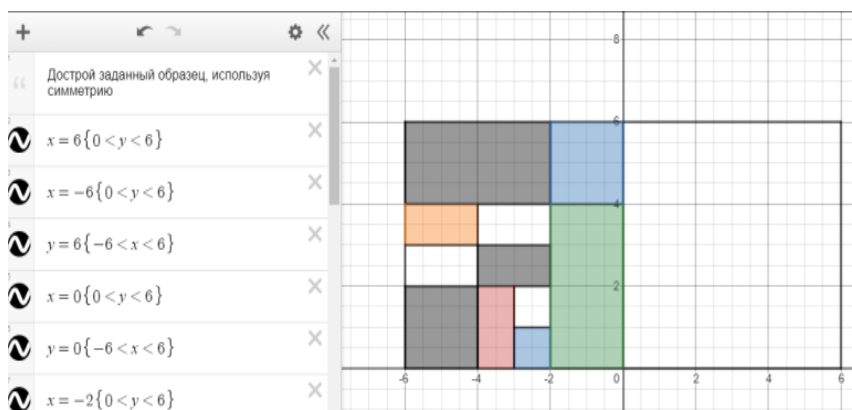 Дострой заданный образец, используя
симметрию
x = 6{0 < y < 6}
x = −6{0 < y < 6}
y = 6{−6 < x < 6}
x = 0{0 < y < 6}
y = 0{−6 < x < 6}
x = −2{0 < y < 6}
8
6
4
2
-6 -4 -2 0 2 4 6